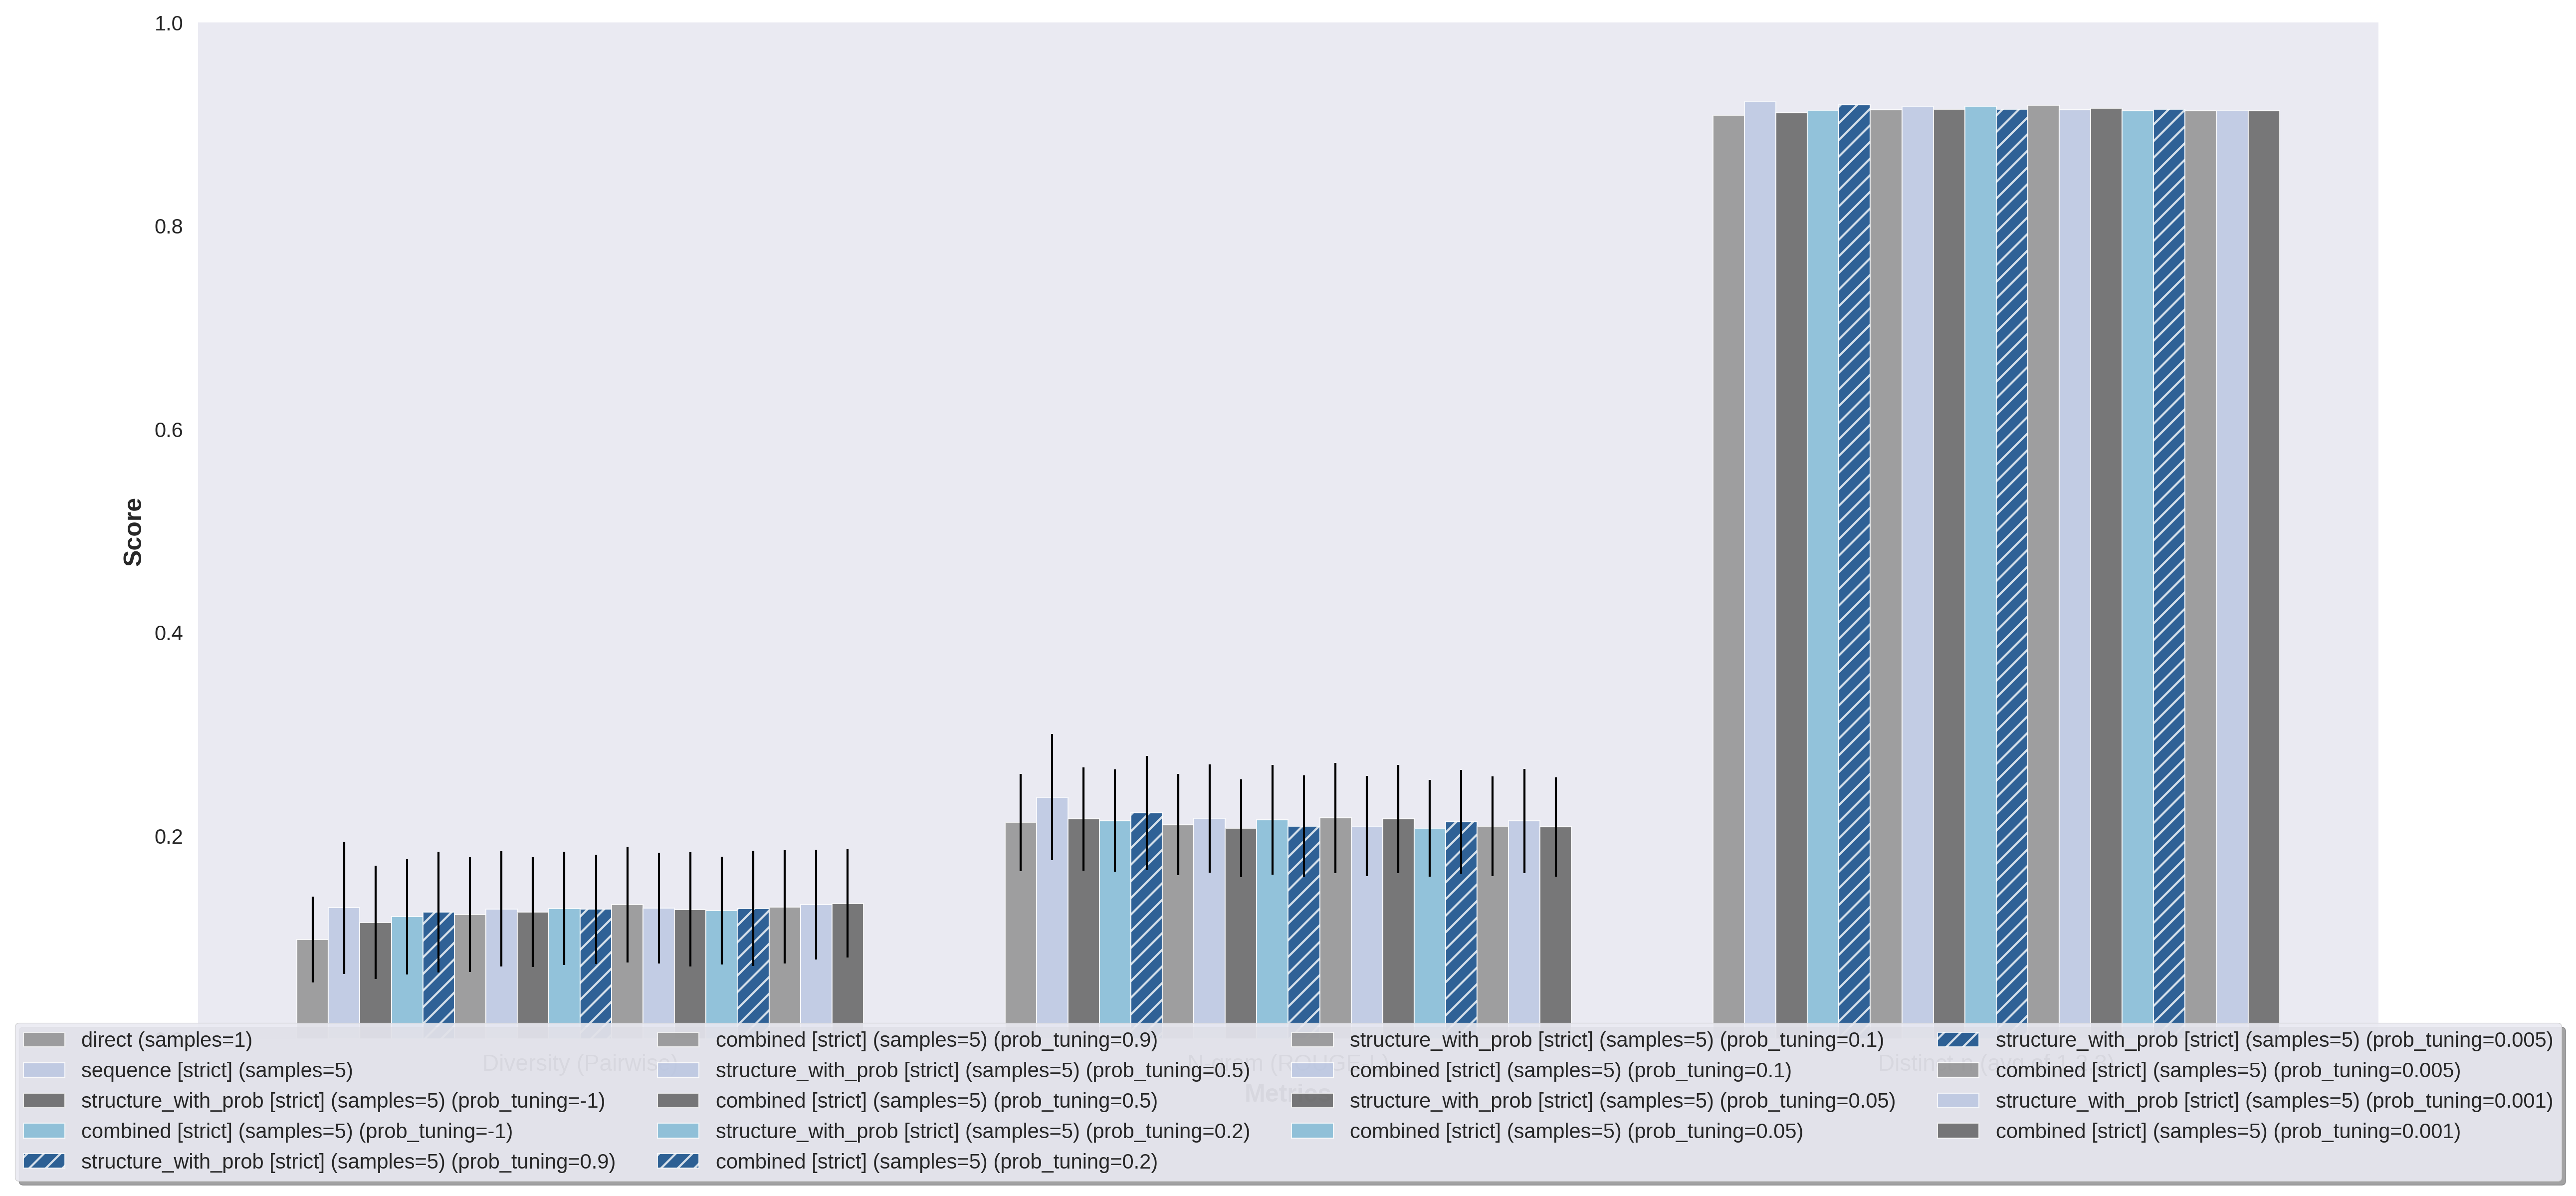 1.0
0.8
0.6
0.4
0.2
Score
Diversity (Pairwise)
N-gram (ROUGE-L)
Metrics
direct (samples=1)
sequence [strict] (samples=5)
structure_with_prob [strict] (samples=5) (prob_tuning=-1)
combined [strict] (samples=5) (prob_tuning=-1)
structure_with_prob [strict] (samples=5) (prob_tuning=0.9)
combined [strict] (samples=5) (prob_tuning=0.9)
structure_with_prob [strict] (samples=5) (prob_tuning=0.5)
combined [strict] (samples=5) (prob_tuning=0.5)
structure_with_prob [strict] (samples=5) (prob_tuning=0.2)
combined [strict] (samples=5) (prob_tuning=0.2)
structure_with_prob [strict] (samples=5) (prob_tuning=0.1)
combined [strict] (samples=5) (prob_tuning=0.1)
structure_with_prob [strict] (samples=5) (prob_tuning=0.05)
combined [strict] (samples=5) (prob_tuning=0.05)
structure_with_prob [strict] (samples=5) (prob_tuning=0.005)
combined [strict] (samples=5) (prob_tuning=0.005)
structure_with_prob [strict] (samples=5) (prob_tuning=0.001)
combined [strict] (samples=5) (prob_tuning=0.001)